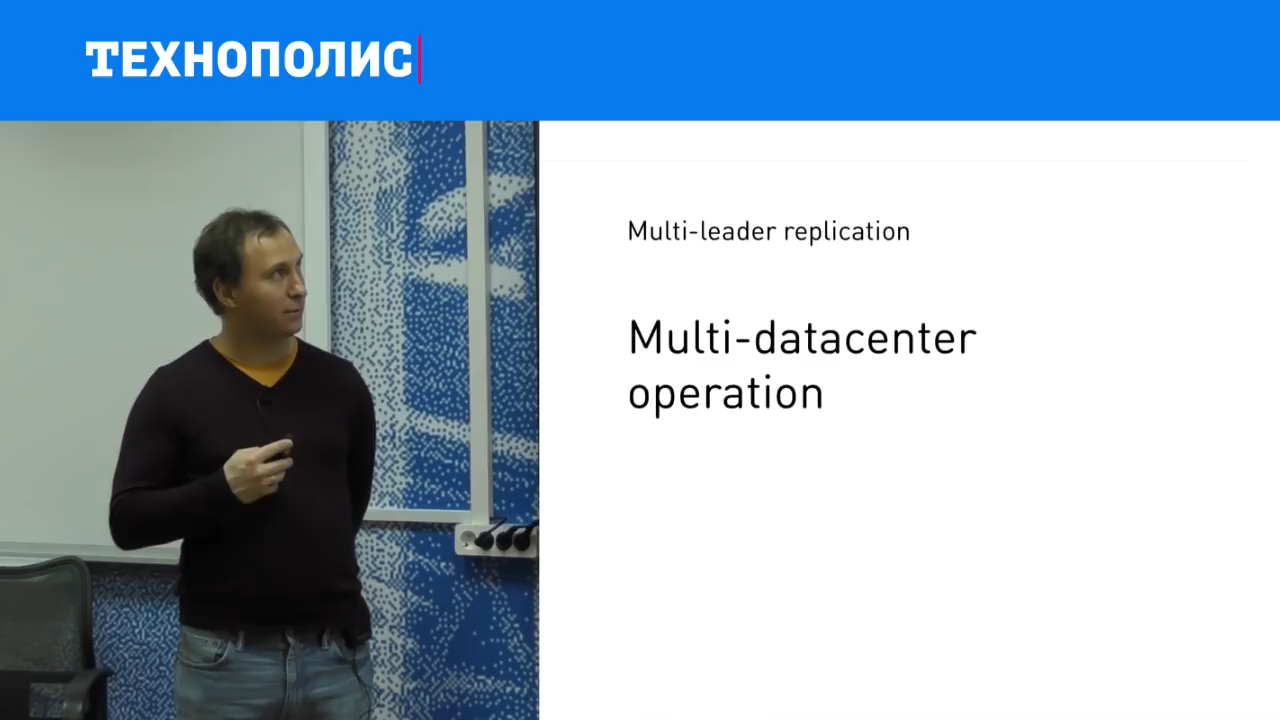 ТЕХНОПОЛИС
Multi-leader replication
Multi-datacenter
operation